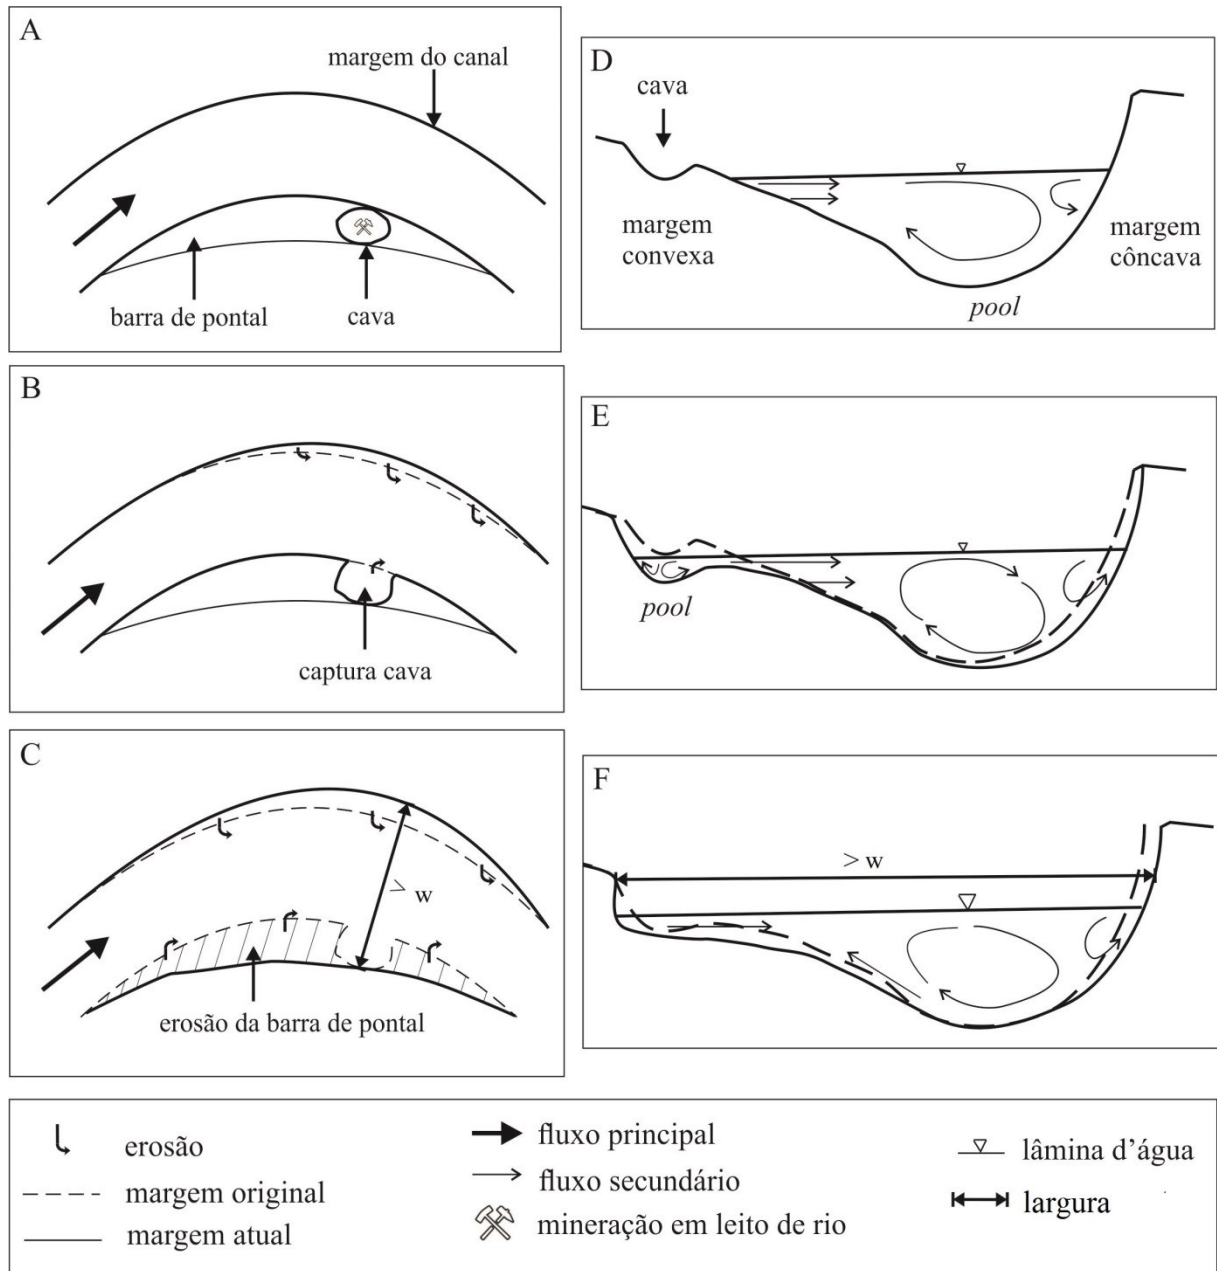 A
margem do canal
barra de pontal
cava
D
cava
margem
convexa
margem
côncava
pool
B
captura cava
E
pool
C
> w
erosão da barra de pontal
F
> w
erosão
margem original
margem atual
fluxo principal
fluxo secundário
mineração em leito de rio
lâmina d’água
largura